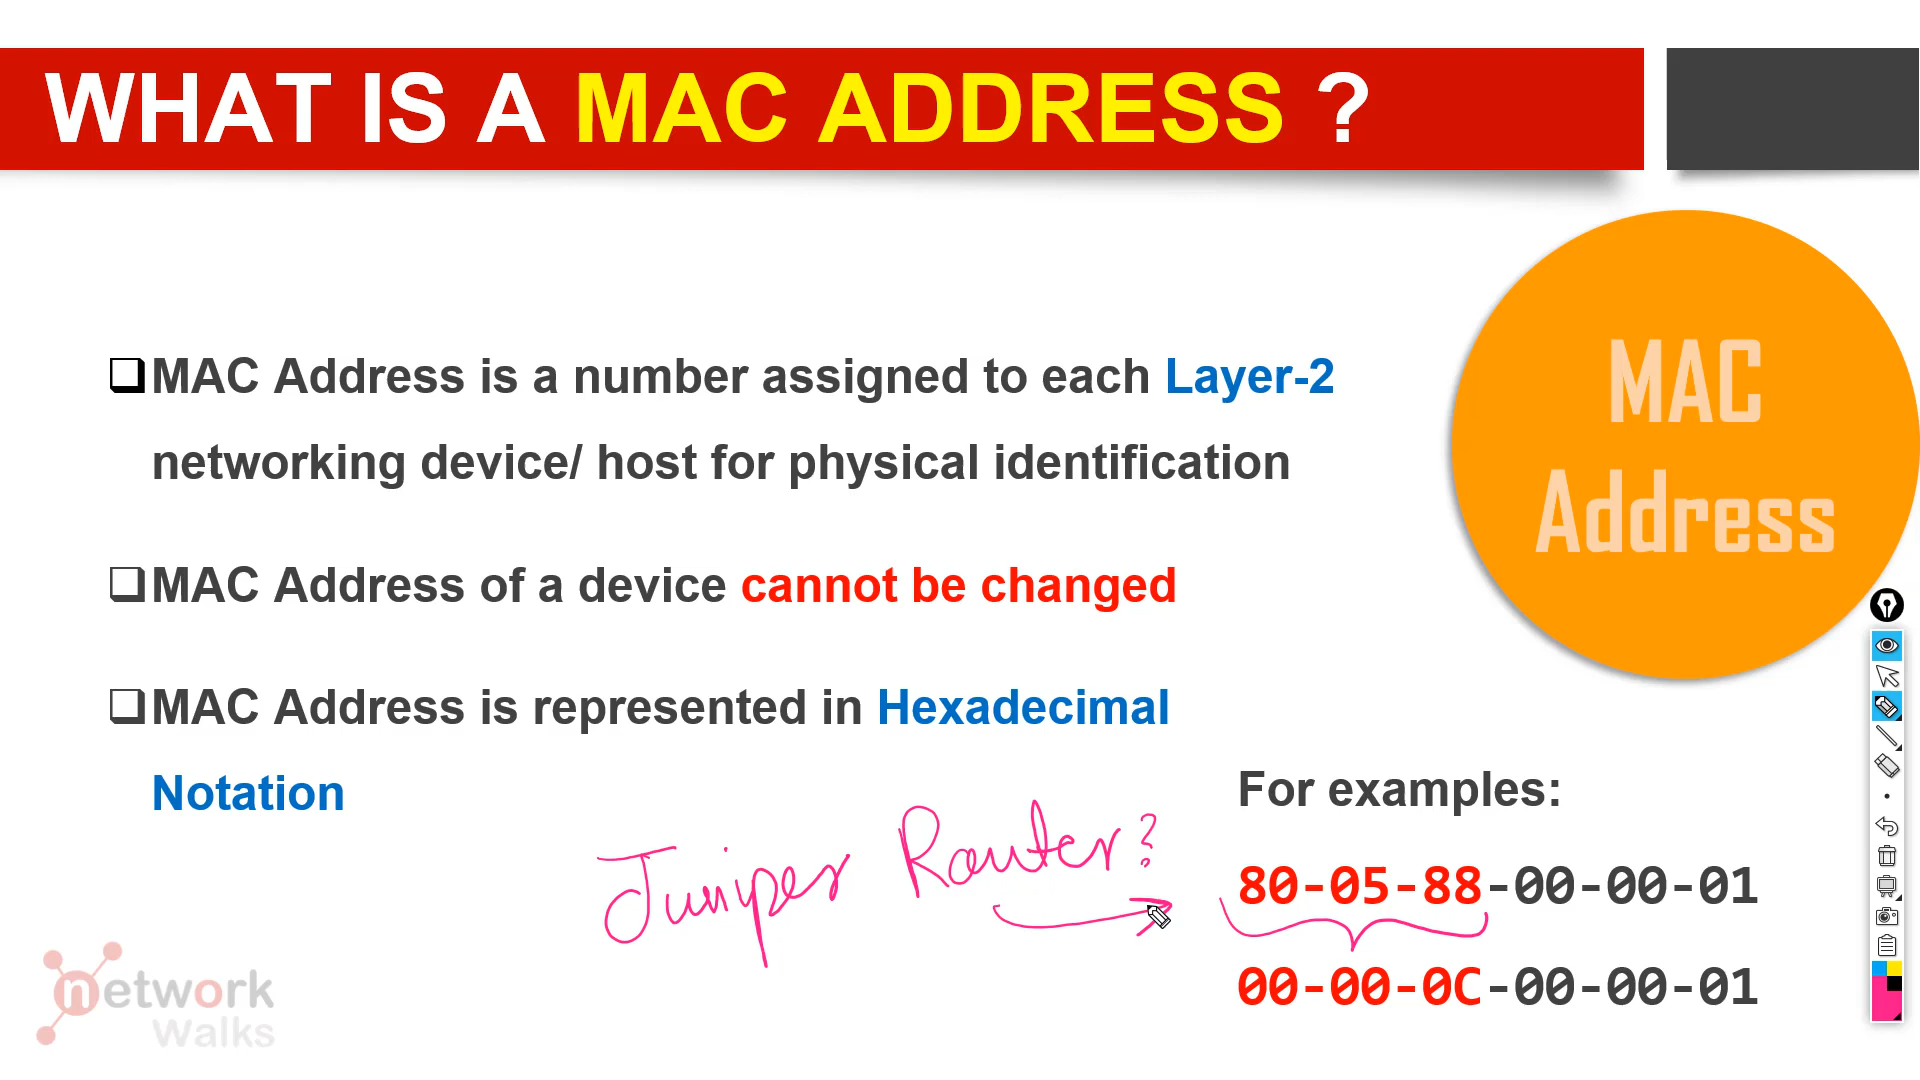 WHAT IS A MAC ADDRESS ?
MAC
Address
MAC Address is a number assigned to each Layer-2
networking device/ host for physical identification
MAC Address of a device cannot be changed
MAC Address is represented in Hexadecimal
Notation
For examples:
Juniper Router?
80-05-88-00-00-01
00-00-0C-00-00-01
network
Walks